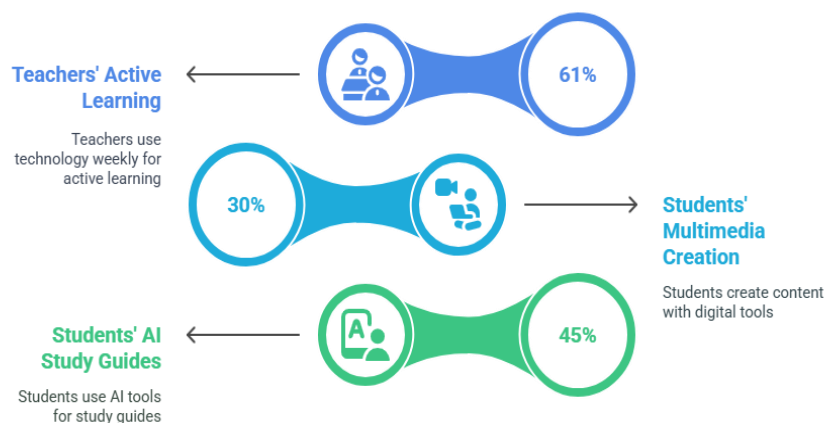 Teachers' Active
Learning
Teachers use
technology weekly for
active learning
61%
30%
Students'
Multimedia
Creation
Students create content
with digital tools
Students' AI
Study Guides
Students use AI tools
for study guides
A
45%